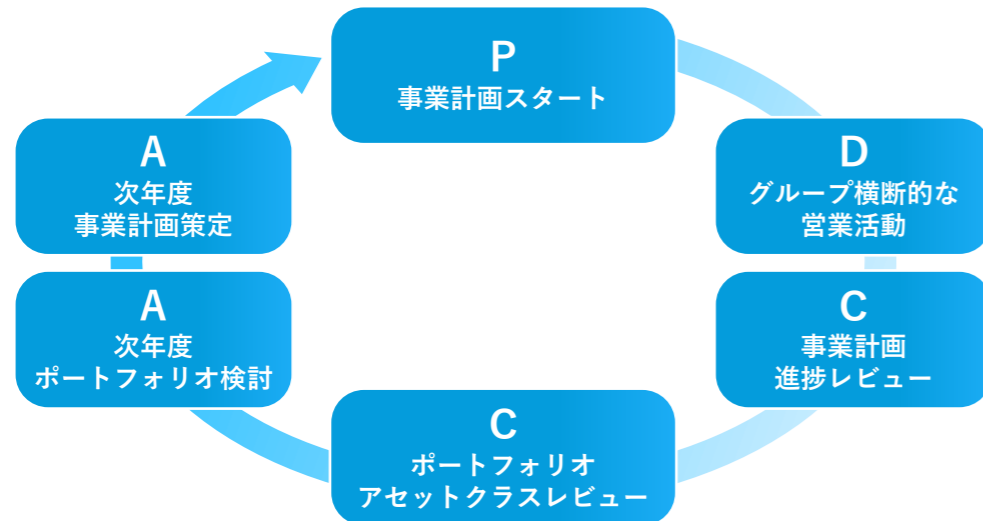 P
事業計画スタート
D
グループ横断的な
営業活動
C
事業計画
進捗レビュー
C
ポートフォリオ
アセットクラスレビュー
A
次年度
ポートフォリオ検討
A
次年度
事業計画策定